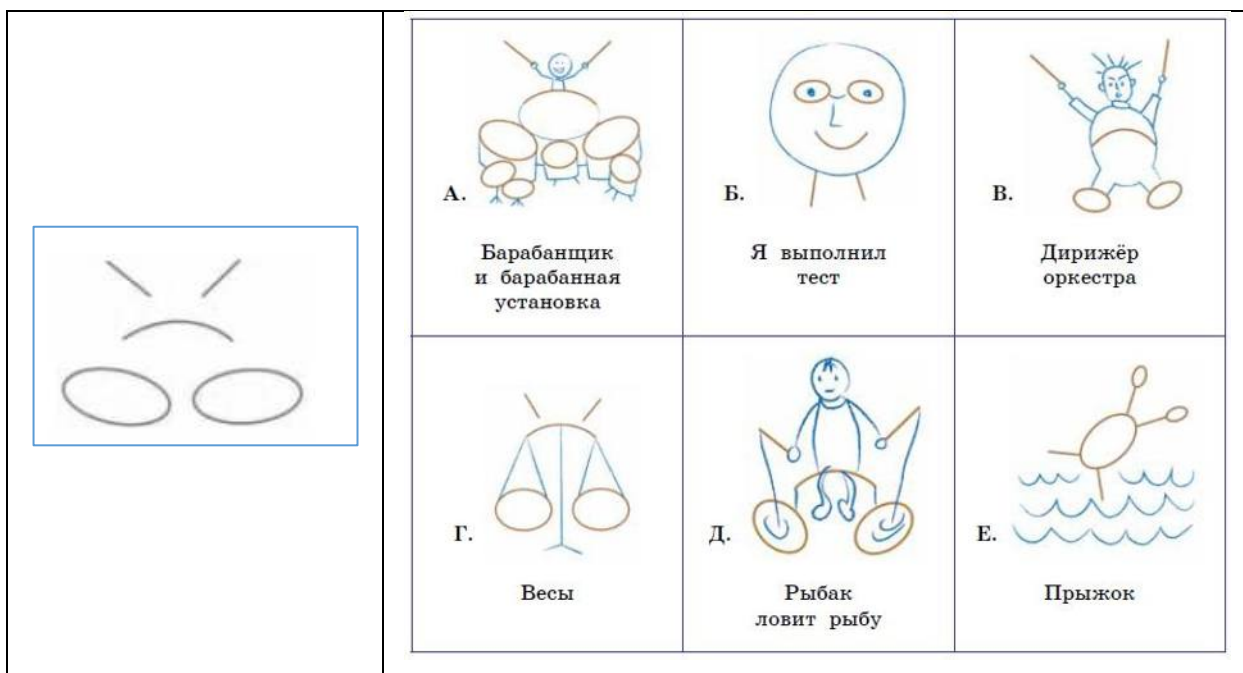 А.
Барабанщик
и барабанная
установка
Б.
Я выполнил
тест
В.
Дирижёр
оркестра
Г.
Весы
Д.
Рыбак
ловит рыбу
Е.
Прыжок